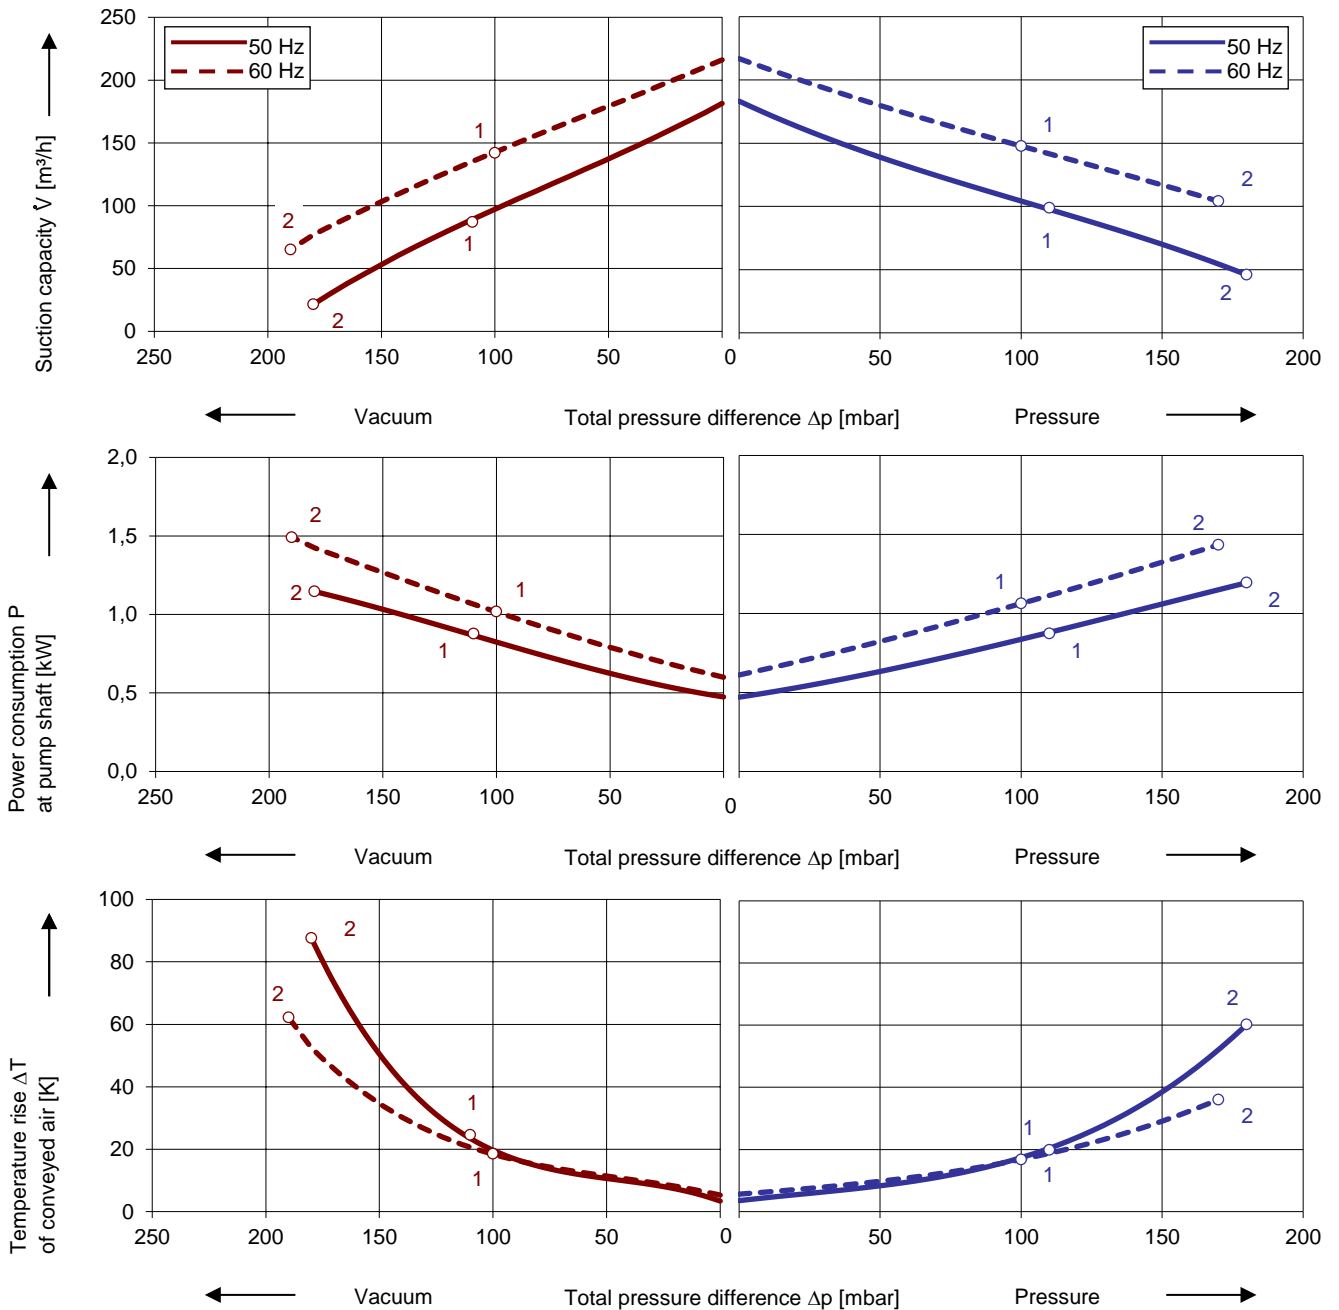 Suction capacity V̇ [m³/h]
250
200
150
100
50
0
50 Hz
60 Hz
1
2
1
2
50 Hz
60 Hz
1
2
1
2
250 200 150 100 50 0 0 50 100 150 200
Vacuum Total pressure difference Δp [mbar] Pressure
Power consumption P
at pump shaft [kW]
2,0
1,5
1,0
0,5
0,0
2
1
2
1
2
1
2
1
250 200 150 100 50 0 50 100 150 200
Vacuum Total pressure difference Δp [mbar] Pressure
Temperature rise ΔT
of conveyed air [K]
100
80
60
40
20
0
2
2
1
1
2
2
1
1
250 200 150 100 50 0 50 100 150 200
Vacuum Total pressure difference Δp [mbar] Pressure